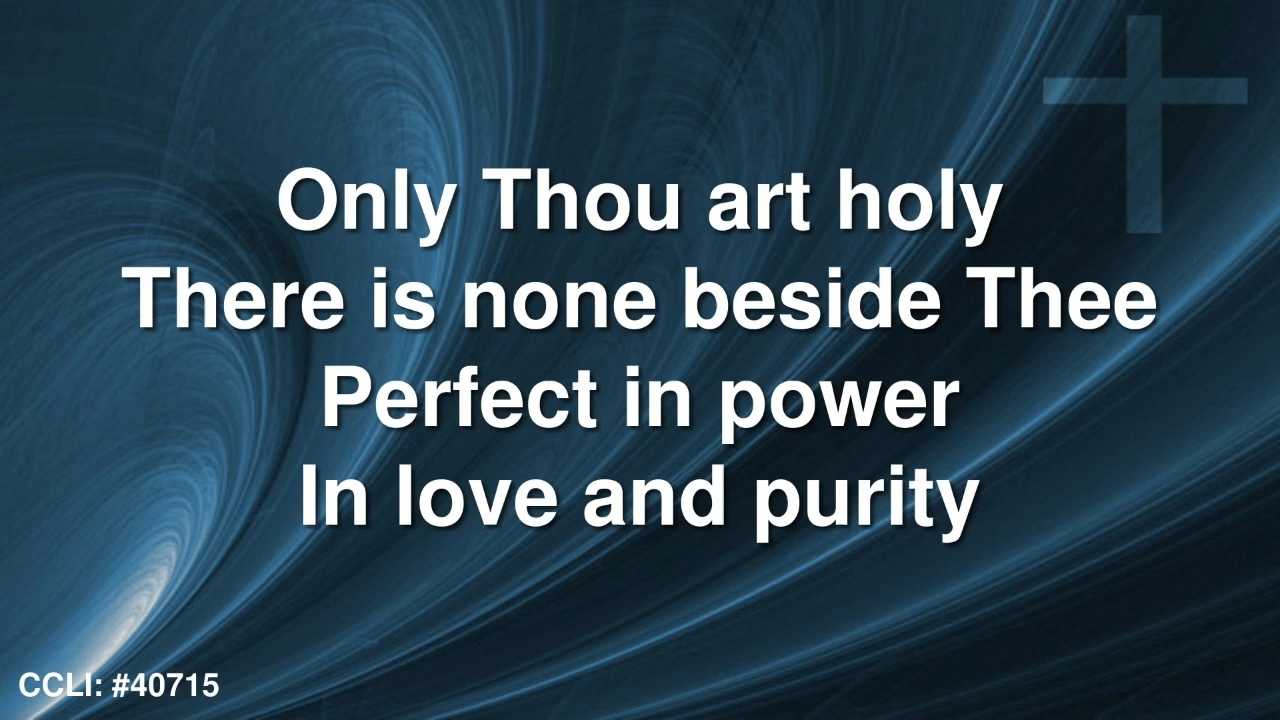 Only Thou art holy
There is none beside Thee
Perfect in power
In love and purity
CCLI: #40715